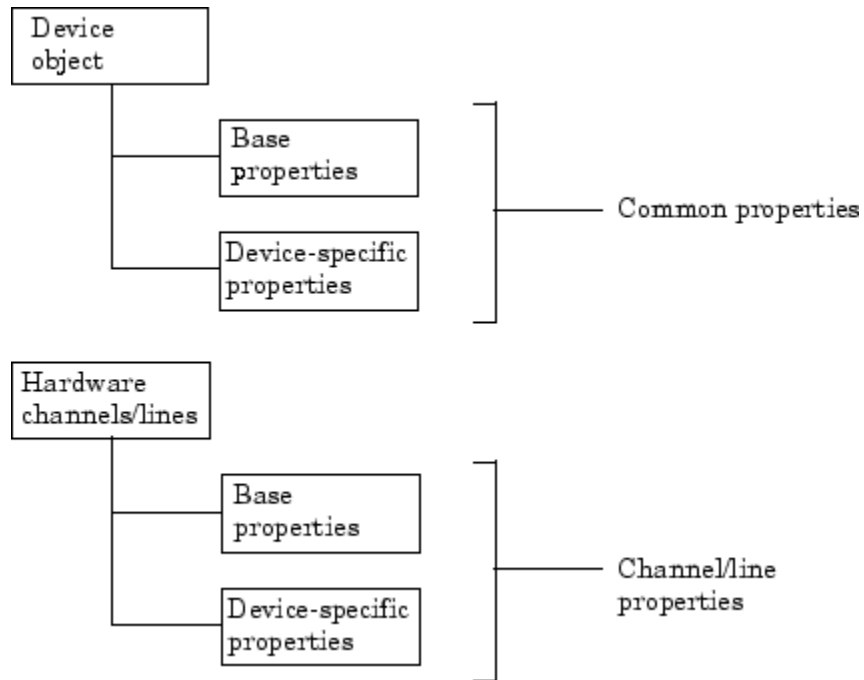 Device
object
Base
properties
Device-specific
properties
Common properties
Hardware
channels/lines
Base
properties
Device-specific
properties
Channel/line
properties